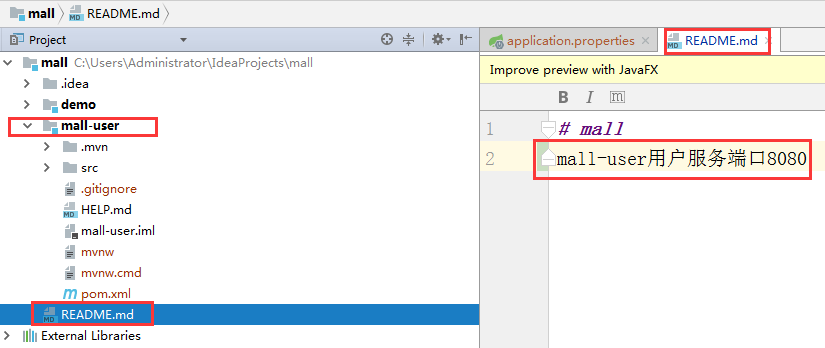 mall README.md
Project
mall C:\Users\Administrator\IdeaProjects\mall
.idea
demo
mall-user
.mvn
src
.gitignore
HELP.md
mall-user.iml
mvnw
mvnw.cmd
pom.xml
README.md
External Libraries
application.properties README.md
Improve preview with JavaFX
B I m
1 # mall
2 mall-user用户服务端口8080